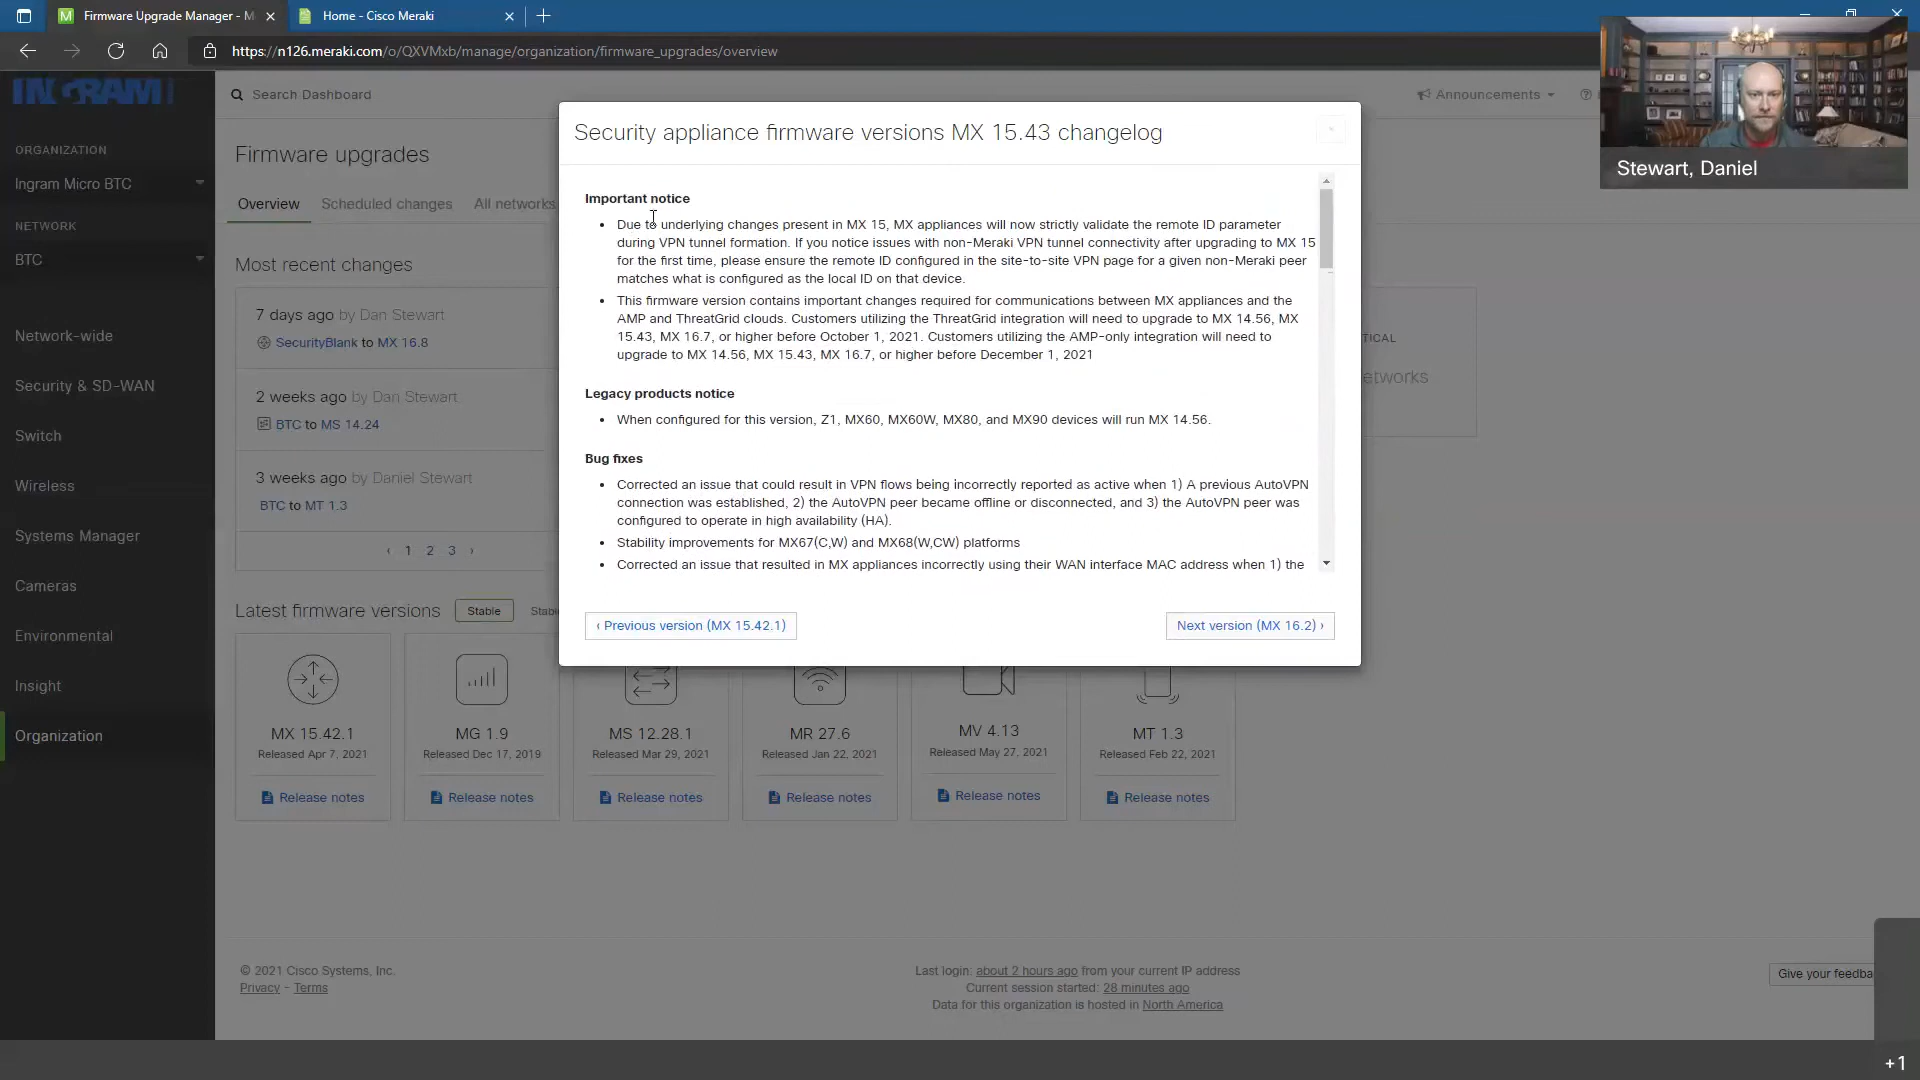 Firmware Upgrade Manager - M
Home - Cisco Meraki
https://n126.meraki.com/o/QXVMxb/manage/organization/firmware_upgrades/overview
INGRAM
Search Dashboard
Announcements
Stewart, Daniel
ORGANIZATION
Ingram Micro BTC
NETWORK
BTC
Network-wide
Security & SD-WAN
Switch
Wireless
Systems Manager
Cameras
Environmental
Insight
Organization
Firmware upgrades
Overview
Scheduled changes
All networks
Most recent changes
7 days ago by Dan Stewart
SecurityBlank to MX 16.8
2 weeks ago by Dan Stewart
BTC to MS 14.24
3 weeks ago by Daniel Stewart
BTC to MT 1.3
‹ 1 2 3 ›
ICAL
etworks
Security appliance firmware versions MX 15.43 changelog
Important notice
• Due to underlying changes present in MX 15, MX appliances will now strictly validate the remote ID parameter
during VPN tunnel formation. If you notice issues with non-Meraki VPN tunnel connectivity after upgrading to MX 15
for the first time, please ensure the remote ID configured in the site-to-site VPN page for a given non-Meraki peer
matches what is configured as the local ID on that device.
• This firmware version contains important changes required for communications between MX appliances and the
AMP and ThreatGrid clouds. Customers utilizing the ThreatGrid integration will need to upgrade to MX 14.56, MX
15.43, MX 16.7, or higher before October 1, 2021. Customers utilizing the AMP-only integration will need to
upgrade to MX 14.56, MX 15.43, MX 16.7, or higher before December 1, 2021
Legacy products notice
• When configured for this version, Z1, MX60, MX60W, MX80, and MX90 devices will run MX 14.56.
Bug fixes
• Corrected an issue that could result in VPN flows being incorrectly reported as active when 1) A previous AutoVPN
connection was established, 2) the AutoVPN peer became offline or disconnected, and 3) the AutoVPN peer was
configured to operate in high availability (HA).
• Stability improvements for MX67(C,W) and MX68(W,CW) platforms
• Corrected an issue that resulted in MX appliances incorrectly using their WAN interface MAC address when 1) the
‹ Previous version (MX 15.42.1)
Next version (MX 16.2) ›
Latest firmware versions
Stable
Stabl
MX 15.42.1
Released Apr 7, 2021
Release notes
MG 1.9
Released Dec 17, 2019
Release notes
MS 12.28.1
Released Mar 29, 2021
Release notes
MR 27.6
Released Jan 22, 2021
Release notes
MV 4.13
Released May 27, 2021
Release notes
MT 1.3
Released Feb 22, 2021
Release notes
© 2021 Cisco Systems, Inc.
Privacy - Terms
Last login: about 2 hours ago from your current IP address
Current session started: 28 minutes ago
Data for this organization is hosted in North America
Give your feedba
+1